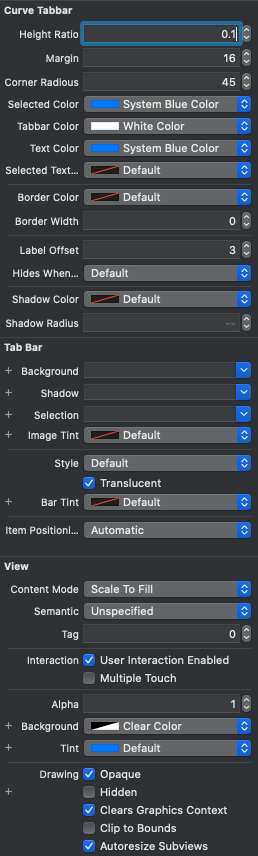 Curve Tabbar
Height Ratio 0.1
Margin 16
Corner Radious 45
Selected Color System Blue Color
Tabbar Color White Color
Text Color System Blue Color
Selected Text... Default
Border Color Default
Border Width 0
Label Offset 3
Hides When... Default
Shadow Color Default
Shadow Radius --
Tab Bar
+ Background
+ Shadow
+ Selection
+ Image Tint Default
Style Default
Translucent
+ Bar Tint Default
Item Positioni... Automatic
View
Content Mode Scale To Fill
Semantic Unspecified
Tag 0
Interaction User Interaction Enabled
Multiple Touch
Alpha 1
+ Background Clear Color
+ Tint Default
Drawing Opaque
+ Hidden
Clears Graphics Context
Clip to Bounds
Autoresize Subviews